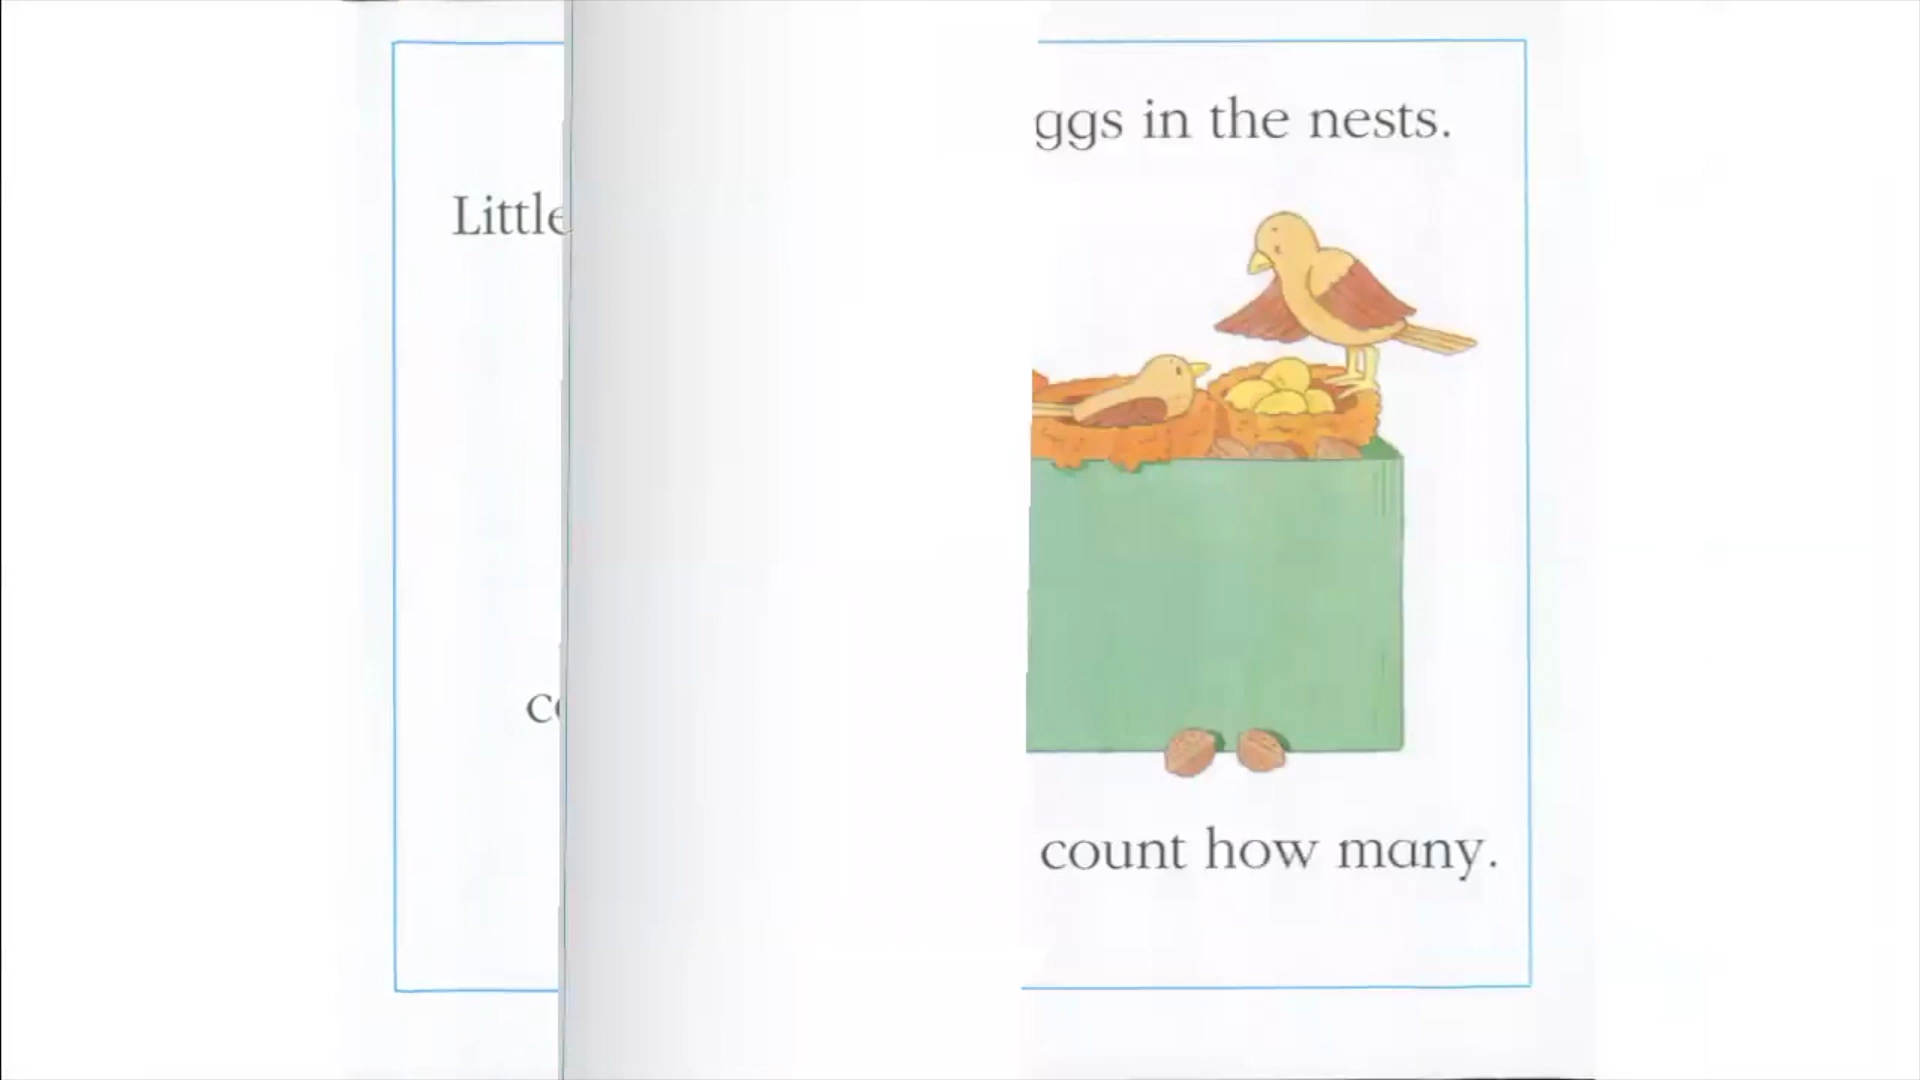 ggs in the nests.
Little
count how many.